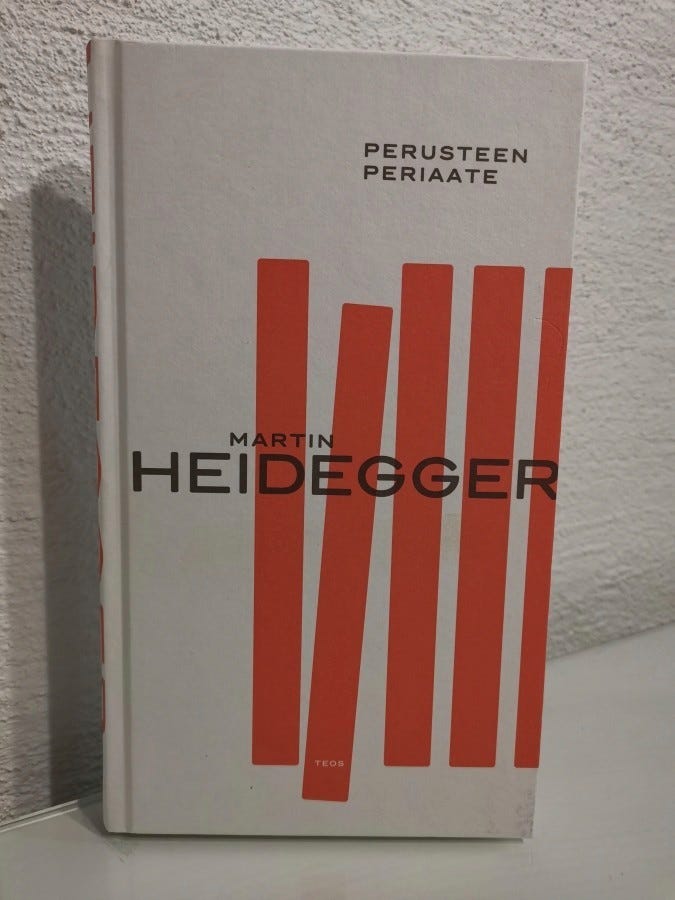 PERUSTEEN
PERIAATE
MARTIN
HEIDEGGER
TEOS